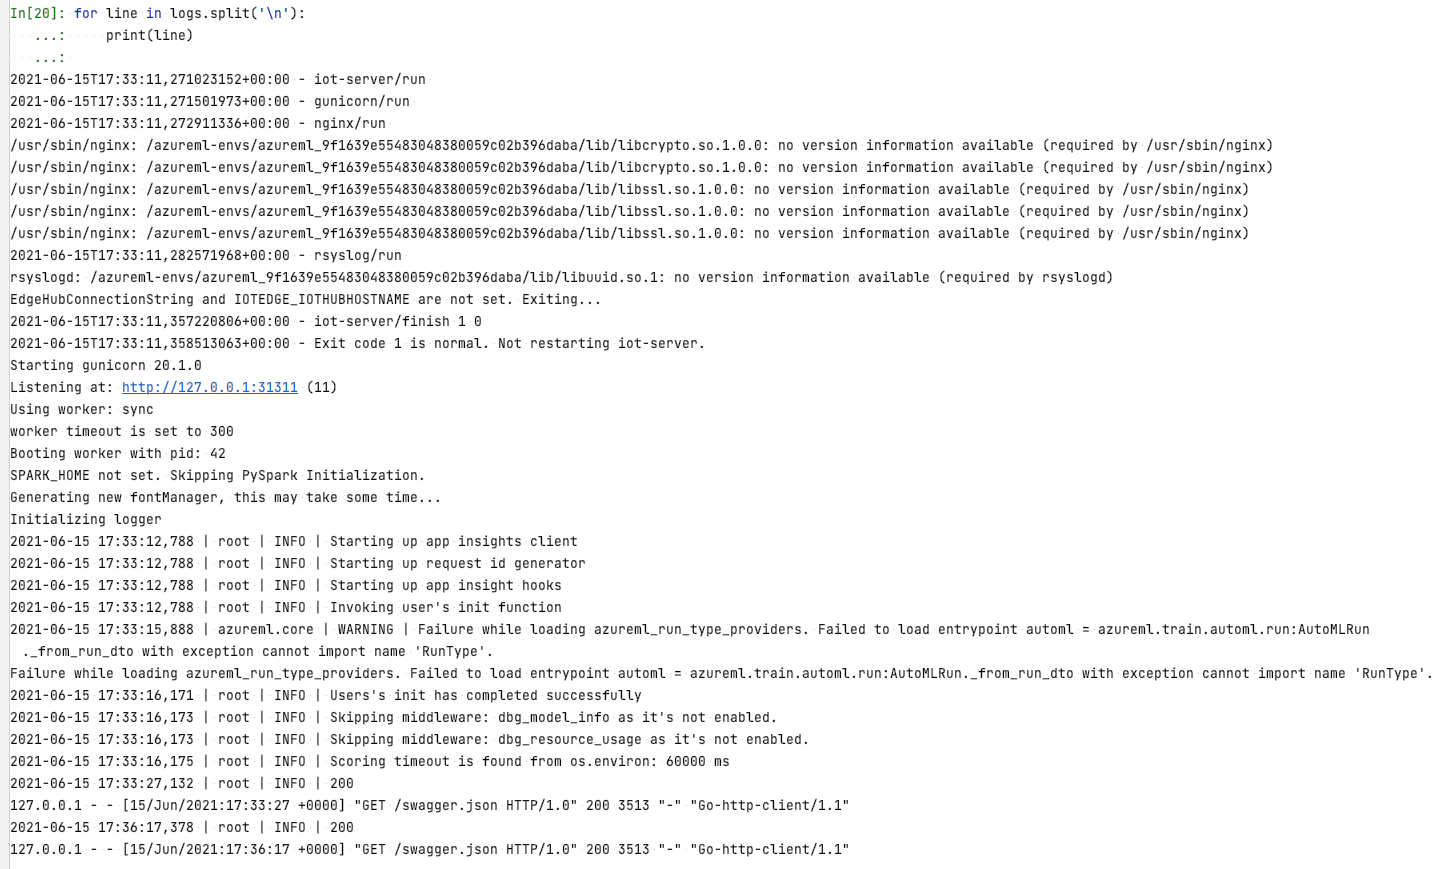 In[20]: for line in logs.split('\n'):
   ...:     print(line)
   ...:
2021-06-15T17:33:11,271023152+00:00 - iot-server/run
2021-06-15T17:33:11,271501973+00:00 - gunicorn/run
2021-06-15T17:33:11,272911336+00:00 - nginx/run
/usr/sbin/nginx: /azureml-envs/azureml_9f1639e55483048380059c02b396daba/lib/libcrypto.so.1.0.0: no version information available (required by /usr/sbin/nginx)
/usr/sbin/nginx: /azureml-envs/azureml_9f1639e55483048380059c02b396daba/lib/libcrypto.so.1.0.0: no version information available (required by /usr/sbin/nginx)
/usr/sbin/nginx: /azureml-envs/azureml_9f1639e55483048380059c02b396daba/lib/libssl.so.1.0.0: no version information available (required by /usr/sbin/nginx)
/usr/sbin/nginx: /azureml-envs/azureml_9f1639e55483048380059c02b396daba/lib/libssl.so.1.0.0: no version information available (required by /usr/sbin/nginx)
/usr/sbin/nginx: /azureml-envs/azureml_9f1639e55483048380059c02b396daba/lib/libssl.so.1.0.0: no version information available (required by /usr/sbin/nginx)
2021-06-15T17:33:11,282571968+00:00 - rsyslog/run
rsyslogd: /azureml-envs/azureml_9f1639e55483048380059c02b396daba/lib/libuuid.so.1: no version information available (required by rsyslogd)
EdgeHubConnectionString and IOTEDGE_IOTHUBHOSTNAME are not set. Exiting...
2021-06-15T17:33:11,357220806+00:00 - iot-server/finish 1 0
2021-06-15T17:33:11,358513063+00:00 - Exit code 1 is normal. Not restarting iot-server.
Starting gunicorn 20.1.0
Listening at: http://127.0.0.1:31311 (11)
Using worker: sync
worker timeout is set to 300
Booting worker with pid: 42
SPARK_HOME not set. Skipping PySpark Initialization.
Generating new fontManager, this may take some time...
Initializing logger
2021-06-15 17:33:12,788 | root | INFO | Starting up app insights client
2021-06-15 17:33:12,788 | root | INFO | Starting up request id generator
2021-06-15 17:33:12,788 | root | INFO | Starting up app insight hooks
2021-06-15 17:33:12,788 | root | INFO | Invoking user's init function
2021-06-15 17:33:15,888 | azureml.core | WARNING | Failure while loading azureml_run_type_providers. Failed to load entrypoint automl = azureml.train.automl.run:AutoMLRun
._from_run_dto with exception cannot import name 'RunType'.
Failure while loading azureml_run_type_providers. Failed to load entrypoint automl = azureml.train.automl.run:AutoMLRun._from_run_dto with exception cannot import name 'RunType'.
2021-06-15 17:33:16,171 | root | INFO | Users's init has completed successfully
2021-06-15 17:33:16,173 | root | INFO | Skipping middleware: dbg_model_info as it's not enabled.
2021-06-15 17:33:16,173 | root | INFO | Skipping middleware: dbg_resource_usage as it's not enabled.
2021-06-15 17:33:16,175 | root | INFO | Scoring timeout is found from os.environ: 60000 ms
2021-06-15 17:33:27,132 | root | INFO | 200
127.0.0.1 - - [15/Jun/2021:17:33:27 +0000] "GET /swagger.json HTTP/1.0" 200 3513 "-" "Go-http-client/1.1"
2021-06-15 17:36:17,378 | root | INFO | 200
127.0.0.1 - - [15/Jun/2021:17:36:17 +0000] "GET /swagger.json HTTP/1.0" 200 3513 "-" "Go-http-client/1.1"